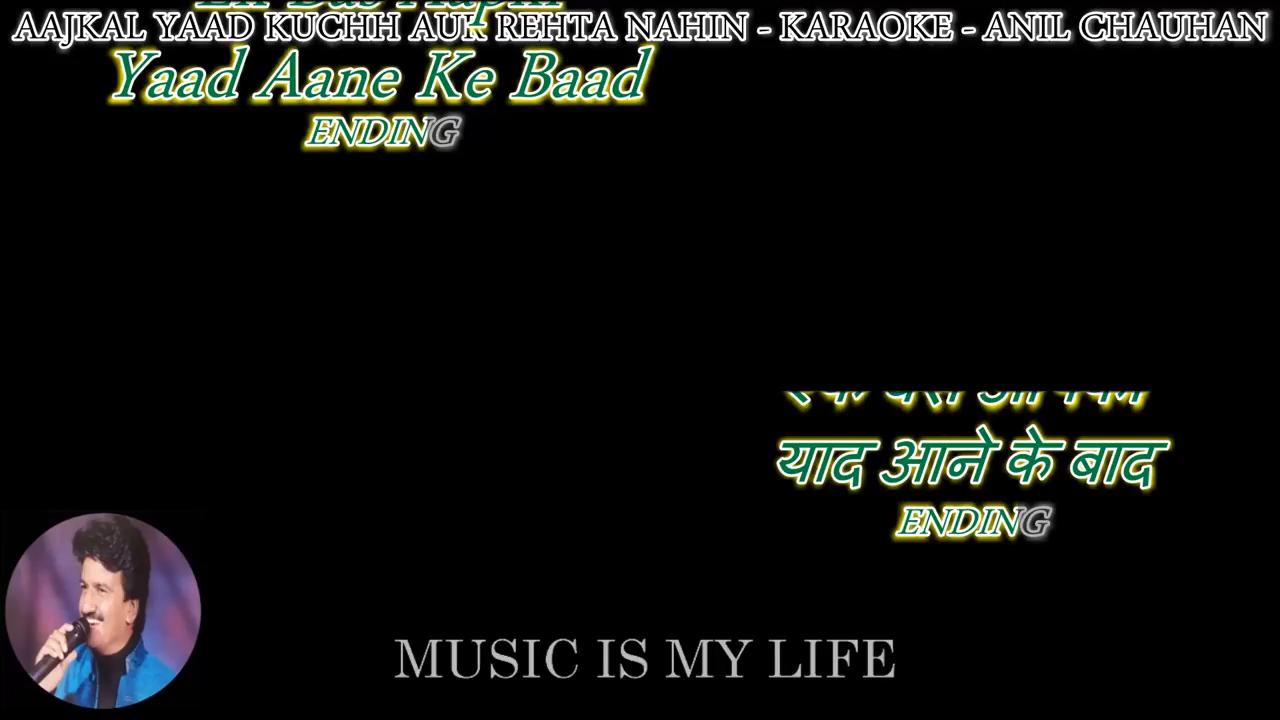 AAJKAL YAAD KUCHH AUR REHTA NAHIN - KARAOKE - ANIL CHAUHAN
Yaad Aane Ke Baad
ENDING
याद आने के बाद
ENDING
MUSIC IS MY LIFE